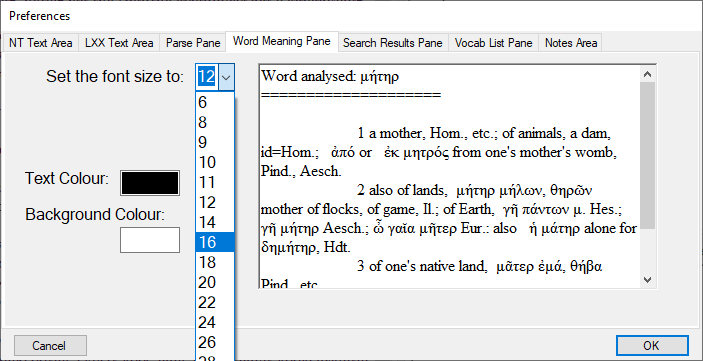 Preferences
NT Text Area LXX Text Area Parse Pane Word Meaning Pane Search Results Pane Vocab List Pane Notes Area
Set the font size to: 12
6
8
9
10
11
12
14
16
18
20
22
24
26
28
Text Colour:
Background Colour:
Word analysed: μήτηρ
====================
1 a mother, Hom., etc.; of animals, a dam,
id=Hom.; ἀπό or ἐκ μητρός from one's mother's womb,
Pind., Aesch.
2 also of lands, μήτηρ μήλων, θηρῶν
mother of flocks, of game, Il.; of Earth, γῆ πάντων μ. Hes.;
γῆ μήτηρ Aesch.; ὦ γαῖα μῆτερ Eur.: also ἡ μάτηρ alone for
δημήτηρ, Hdt.
3 of one's native land, μᾶτερ ἐμά, θήβα
Pind., etc.
Cancel OK